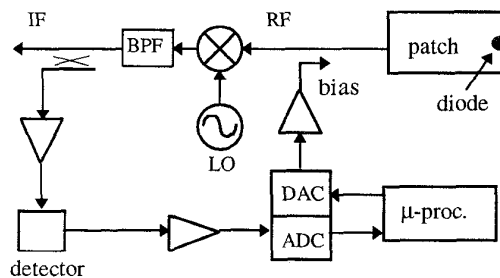 IF
RF
BPF
patch
bias
diode
LO
DAC
ADC
μ-proc.
detector